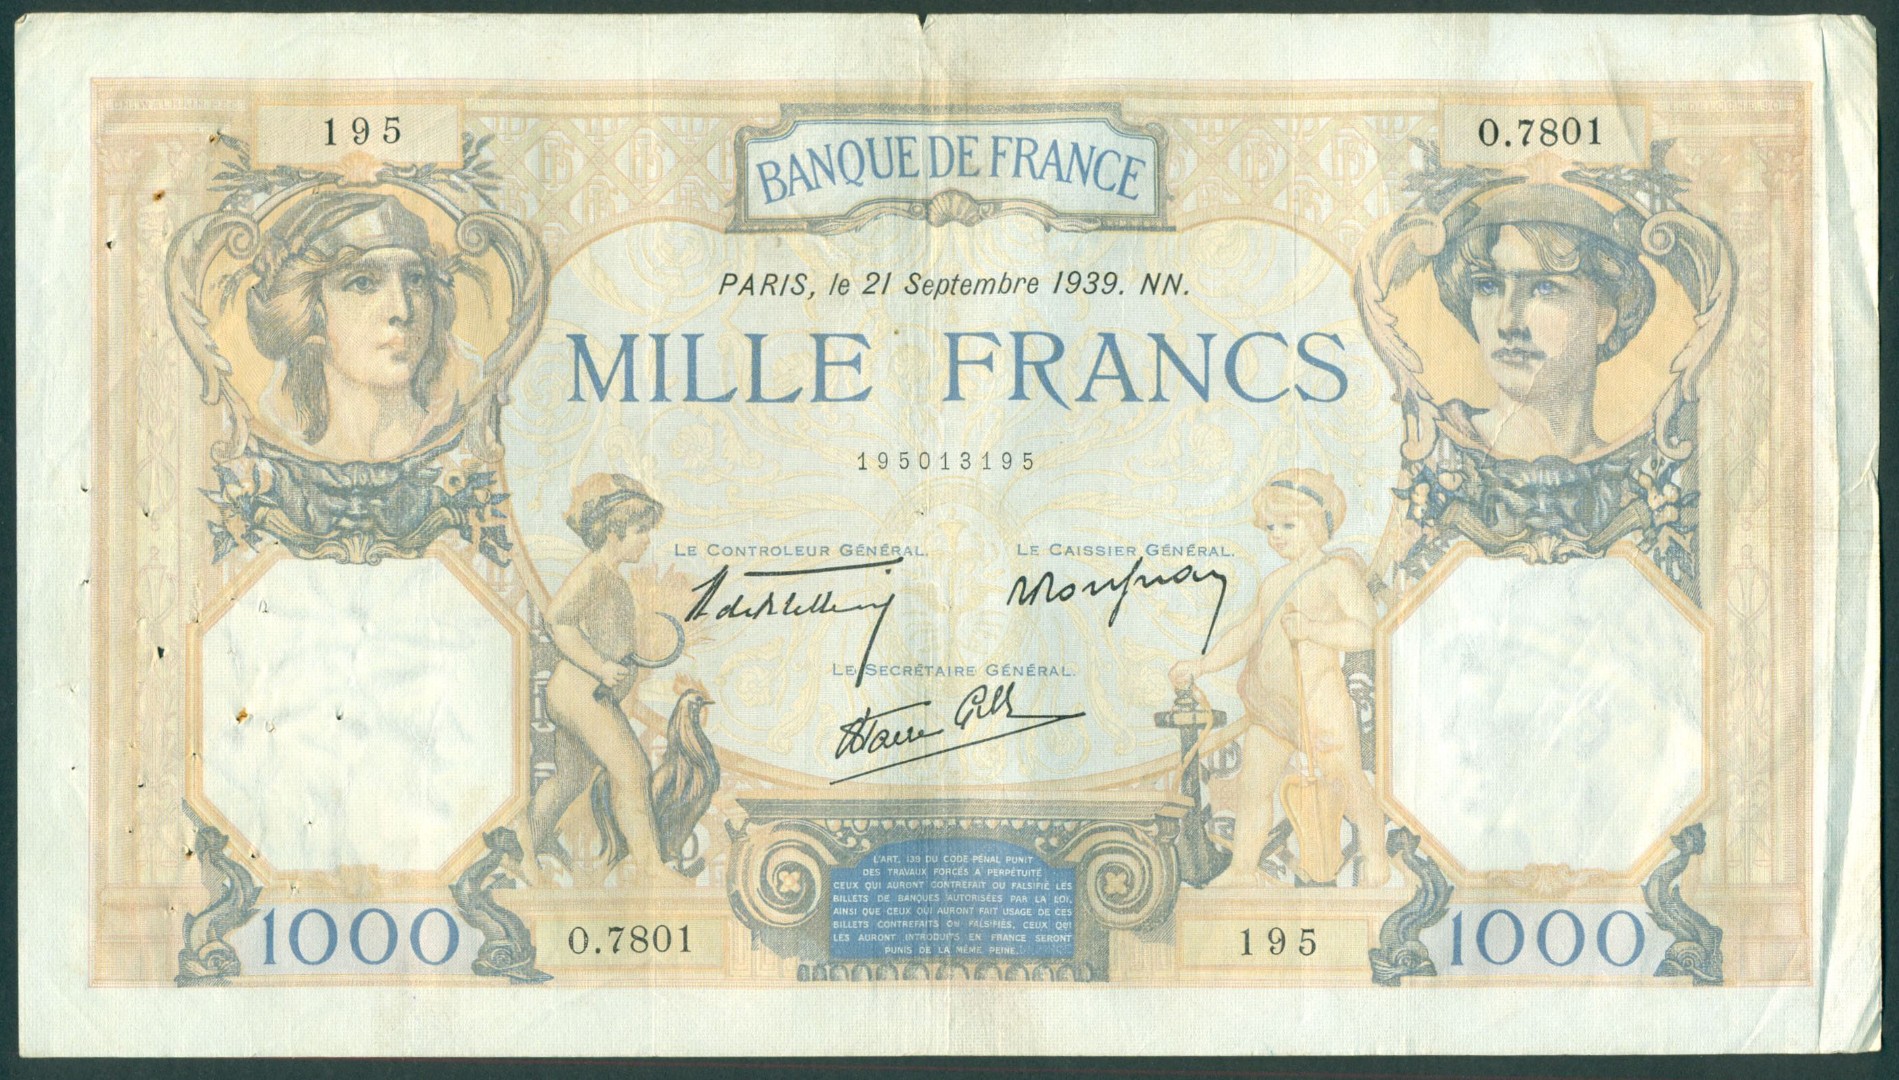 195
O.7801
BANQUE DE FRANCE
PARIS, le 21 Septembre 1939. NN.
MILLE FRANCS
195013195
LE CONTROLEUR GÉNÉRAL.
LE CAISSIER GÉNÉRAL.
LE SECRÉTAIRE GÉNÉRAL.
L'ART. 139 DU CODE PÉNAL PUNIT
DES TRAVAUX FORCÉS A PERPÉTUITÉ
CEUX QUI AURONT CONTREFAIT OU FALSIFIÉ LES
BILLETS DE BANQUES AUTORISÉES PAR LA LOI,
AINSI QUE CEUX QUI AURONT FAIT USAGE DE CES
BILLETS CONTREFAITS OU FALSIFIÉS. CEUX QUI
LES AURONT INTRODUITS EN FRANCE SERONT
PUNIS DE LA MÊME PEINE.
1000
O.7801
195
1000